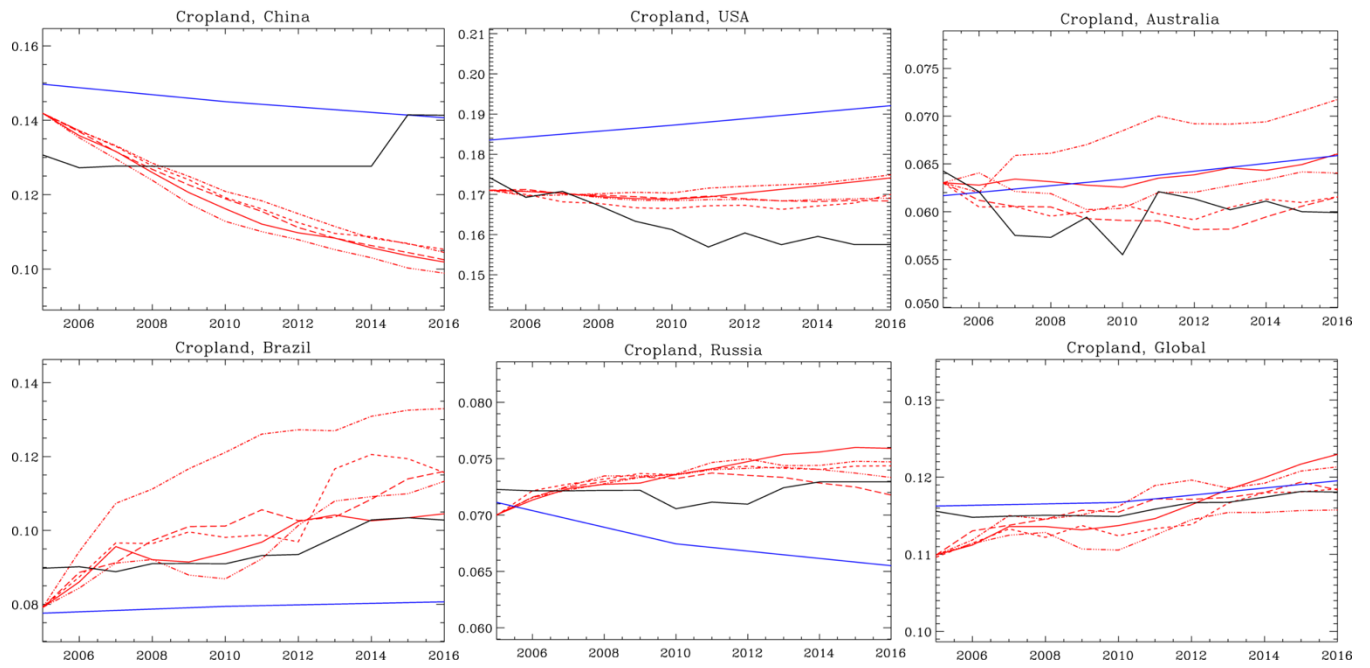 Cropland, China
0.16
0.14
0.12
0.10
2006 2008 2010 2012 2014 2016
Cropland, USA
0.21
0.20
0.19
0.18
0.17
0.16
0.15
2006 2008 2010 2012 2014 2016
Cropland, Australia
0.075
0.070
0.065
0.060
0.055
0.050
2006 2008 2010 2012 2014 2016
Cropland, Brazil
0.14
0.12
0.10
0.08
2006 2008 2010 2012 2014 2016
Cropland, Russia
0.080
0.075
0.070
0.065
0.060
2006 2008 2010 2012 2014 2016
Cropland, Global
0.13
0.12
0.11
0.10
2006 2008 2010 2012 2014 2016